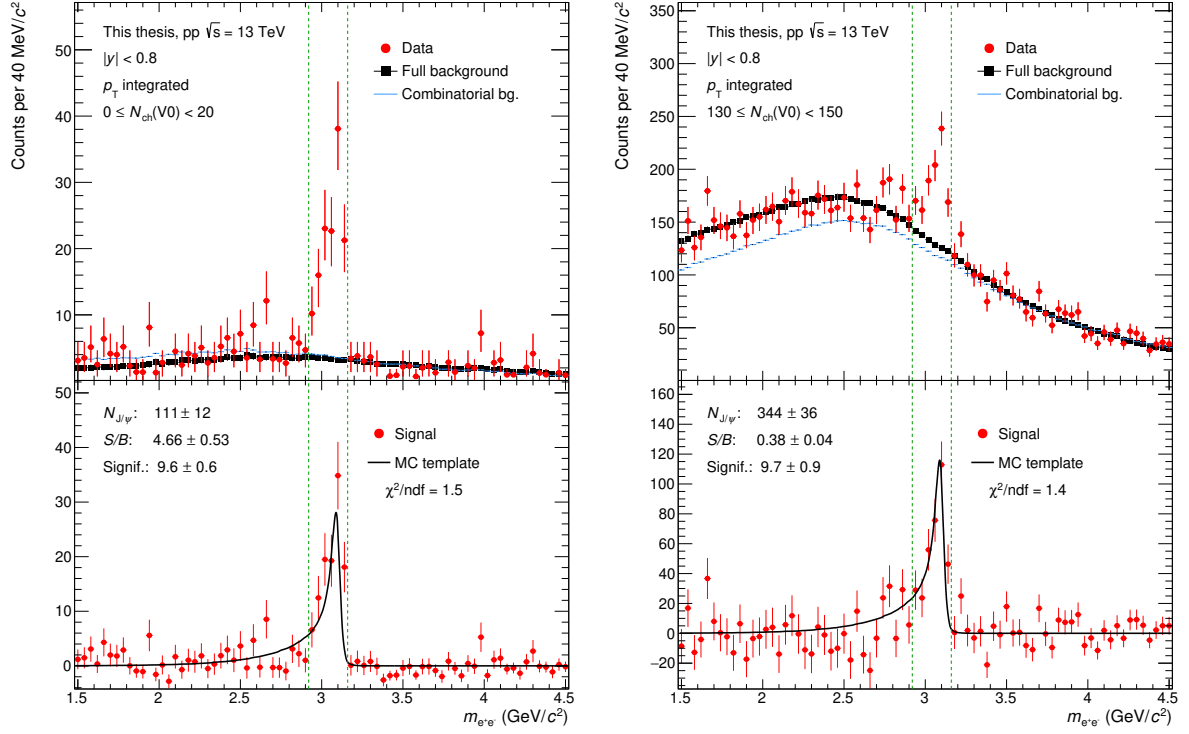 Counts per 40 MeV/c²
50
40
30
20
10
This thesis, pp √s = 13 TeV
|y| < 0.8
p_T integrated
0 ≤ N_ch(V0) < 20
Data
Full background
Combinatorial bg.
50
40
30
20
10
0
N_J/ψ: 111 ± 12
S/B: 4.66 ± 0.53
Signif.: 9.6 ± 0.6
Signal
MC template
χ²/ndf = 1.5
1.5 2 2.5 3 3.5 4 4.5
m_e⁺e⁻ (GeV/c²)
Counts per 40 MeV/c²
350
300
250
200
150
100
50
This thesis, pp √s = 13 TeV
|y| < 0.8
p_T integrated
130 ≤ N_ch(V0) < 150
Data
Full background
Combinatorial bg.
160
140
120
100
80
60
40
20
0
−20
N_J/ψ: 344 ± 36
S/B: 0.38 ± 0.04
Signif.: 9.7 ± 0.9
Signal
MC template
χ²/ndf = 1.4
1.5 2 2.5 3 3.5 4 4.5
m_e⁺e⁻ (GeV/c²)